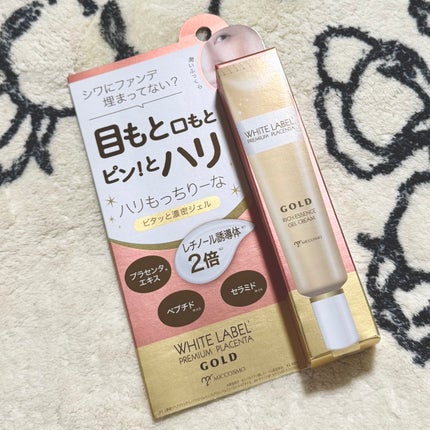 シワにファンデ
埋まってない?
目もと口もと
ピン!とハリ
ハリもっちりーな
ピタッと濃密ジェル
レチノール誘導体
2倍
プラセンタ
エキス
ペプチド
セラミド
WHITE LABEL
PREMIUM PLACENTA
GOLD
MICCOSMO
WHITE LABEL
PREMIUM PLACENTA
GOLD
RICH ESSENCE
GEL CREAM
MICCOSMO